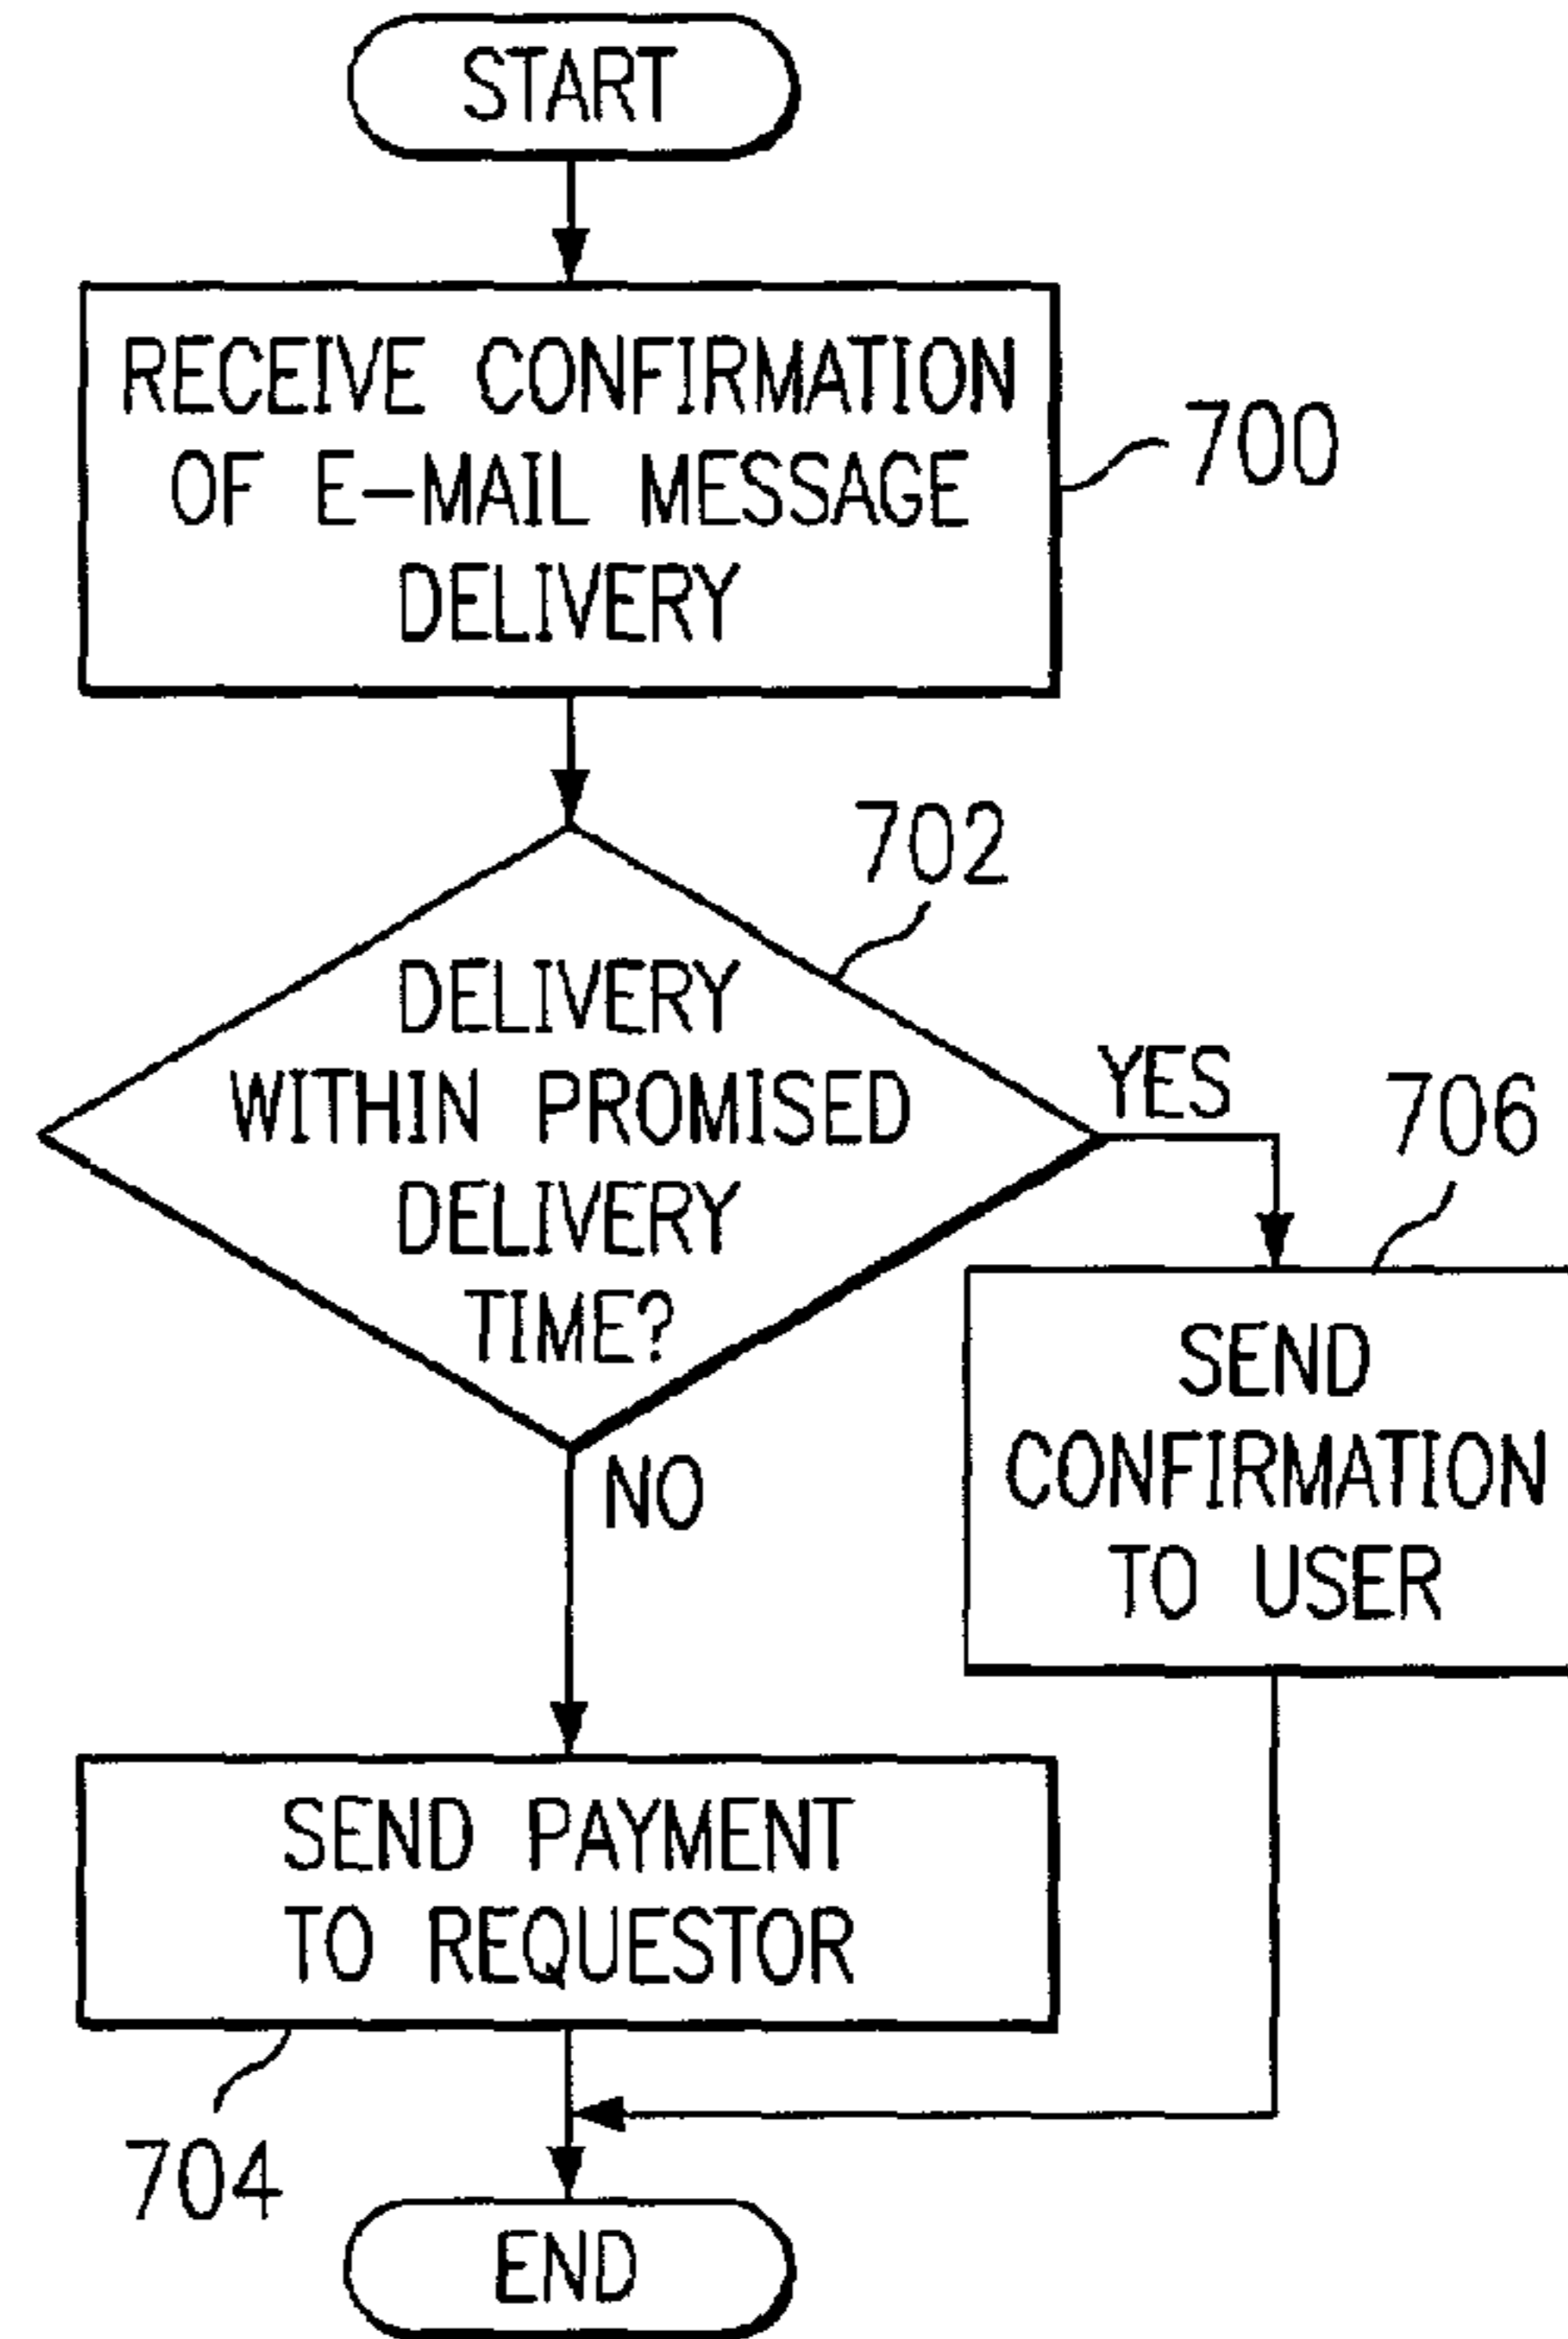 START
RECEIVE CONFIRMATION
OF E-MAIL MESSAGE
DELIVERY
700
702
DELIVERY
WITHIN PROMISED
DELIVERY
TIME?
YES
706
NO
SEND
CONFIRMATION
TO USER
SEND PAYMENT
TO REQUESTOR
704
END